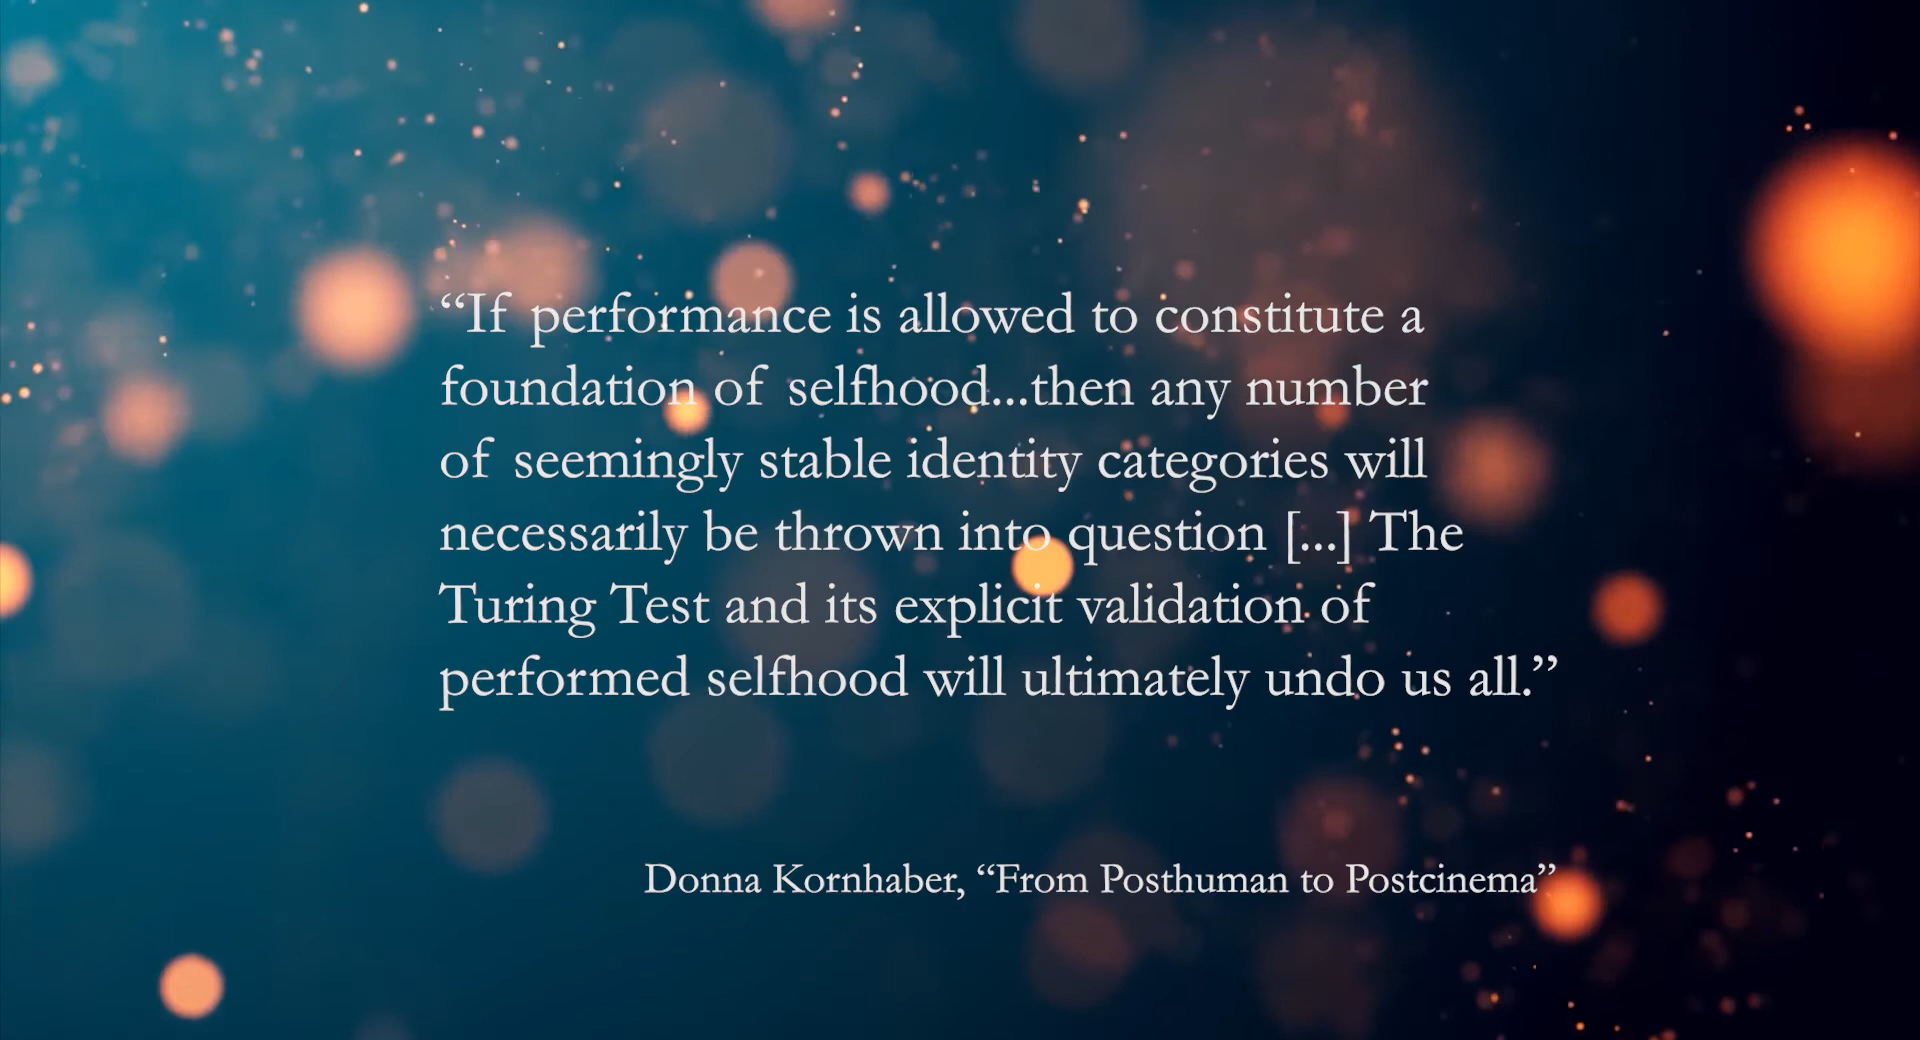 “If performance is allowed to constitute a
foundation of selfhood...then any number
of seemingly stable identity categories will
necessarily be thrown into question [...] The
Turing Test and its explicit validation of
performed selfhood will ultimately undo us all.”
Donna Kornhaber, “From Posthuman to Postcinema”